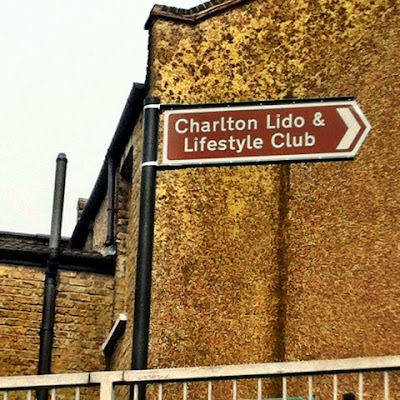 Charlton Lido &
Lifestyle Club